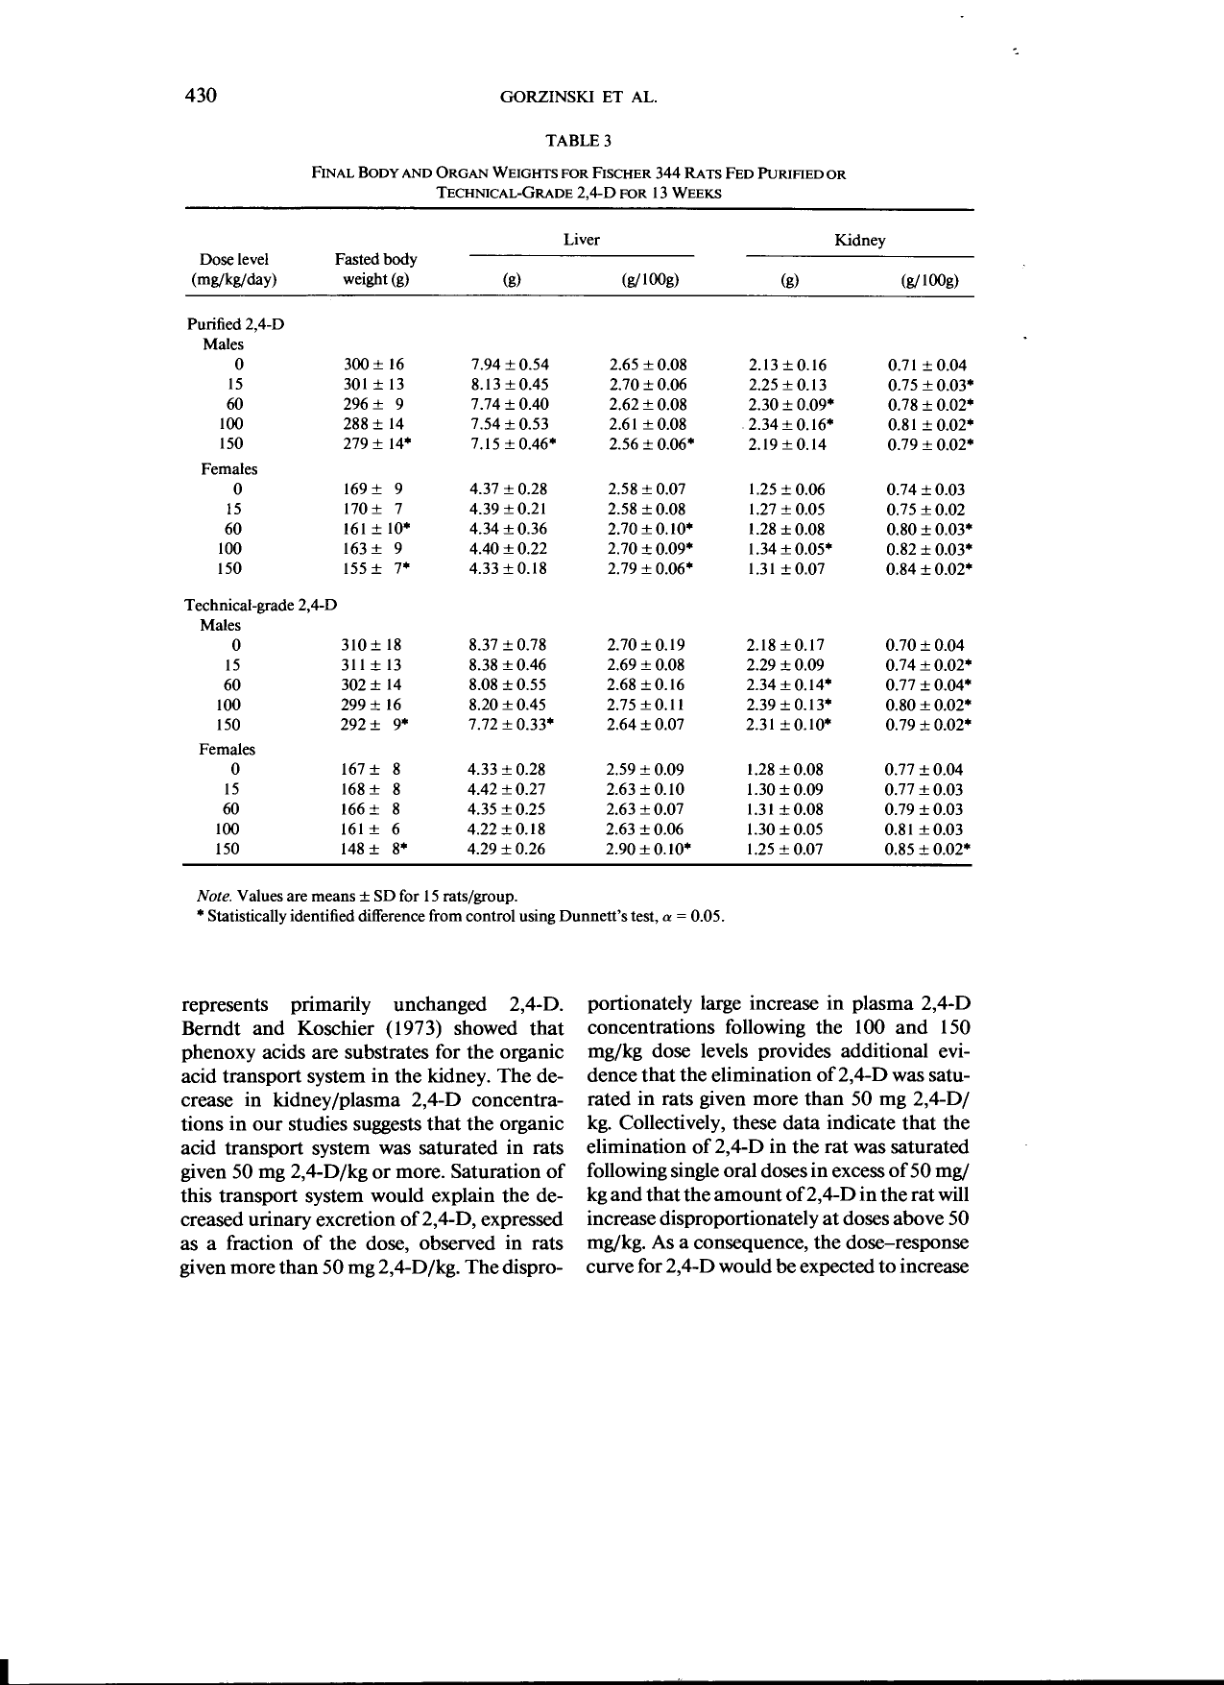 430
GORZINSKI ET AL.
TABLE 3
FINAL BODY AND ORGAN WEIGHTS FOR FISCHER 344 RATS FED PURIFIED OR
TECHNICAL-GRADE 2,4-D FOR 13 WEEKS
Liver Kidney
Dose level Fasted body
(mg/kg/day) weight (g) (g) (g/100g) (g) (g/100g)
Purified 2,4-D
Males
0 300 ± 16 7.94 ± 0.54 2.65 ± 0.08 2.13 ± 0.16 0.71 ± 0.04
15 301 ± 13 8.13 ± 0.45 2.70 ± 0.06 2.25 ± 0.13 0.75 ± 0.03*
60 296 ± 9 7.74 ± 0.40 2.62 ± 0.08 2.30 ± 0.09* 0.78 ± 0.02*
100 288 ± 14 7.54 ± 0.53 2.61 ± 0.08 2.34 ± 0.16* 0.81 ± 0.02*
150 279 ± 14* 7.15 ± 0.46* 2.56 ± 0.06* 2.19 ± 0.14 0.79 ± 0.02*
Females
0 169 ± 9 4.37 ± 0.28 2.58 ± 0.07 1.25 ± 0.06 0.74 ± 0.03
15 170 ± 7 4.39 ± 0.21 2.58 ± 0.08 1.27 ± 0.05 0.75 ± 0.02
60 161 ± 10* 4.34 ± 0.36 2.70 ± 0.10* 1.28 ± 0.08 0.80 ± 0.03*
100 163 ± 9 4.40 ± 0.22 2.70 ± 0.09* 1.34 ± 0.05* 0.82 ± 0.03*
150 155 ± 7* 4.33 ± 0.18 2.79 ± 0.06* 1.31 ± 0.07 0.84 ± 0.02*
Technical-grade 2,4-D
Males
0 310 ± 18 8.37 ± 0.78 2.70 ± 0.19 2.18 ± 0.17 0.70 ± 0.04
15 311 ± 13 8.38 ± 0.46 2.69 ± 0.08 2.29 ± 0.09 0.74 ± 0.02*
60 302 ± 14 8.08 ± 0.55 2.68 ± 0.16 2.34 ± 0.14* 0.77 ± 0.04*
100 299 ± 16 8.20 ± 0.45 2.75 ± 0.11 2.39 ± 0.13* 0.80 ± 0.02*
150 292 ± 9* 7.72 ± 0.33* 2.64 ± 0.07 2.31 ± 0.10* 0.79 ± 0.02*
Females
0 167 ± 8 4.33 ± 0.28 2.59 ± 0.09 1.28 ± 0.08 0.77 ± 0.04
15 168 ± 8 4.42 ± 0.27 2.63 ± 0.10 1.30 ± 0.09 0.77 ± 0.03
60 166 ± 8 4.35 ± 0.25 2.63 ± 0.07 1.31 ± 0.08 0.79 ± 0.03
100 161 ± 6 4.22 ± 0.18 2.63 ± 0.06 1.30 ± 0.05 0.81 ± 0.03
150 148 ± 8* 4.29 ± 0.26 2.90 ± 0.10* 1.25 ± 0.07 0.85 ± 0.02*
Note. Values are means ± SD for 15 rats/group.
* Statistically identified difference from control using Dunnett's test, α = 0.05.
represents primarily unchanged 2,4-D.
Berndt and Koschier (1973) showed that
phenoxy acids are substrates for the organic
acid transport system in the kidney. The de-
crease in kidney/plasma 2,4-D concentra-
tions in our studies suggests that the organic
acid transport system was saturated in rats
given 50 mg 2,4-D/kg or more. Saturation of
this transport system would explain the de-
creased urinary excretion of 2,4-D, expressed
as a fraction of the dose, observed in rats
given more than 50 mg 2,4-D/kg. The dispro-
portionately large increase in plasma 2,4-D
concentrations following the 100 and 150
mg/kg dose levels provides additional evi-
dence that the elimination of 2,4-D was satu-
rated in rats given more than 50 mg 2,4-D/
kg. Collectively, these data indicate that the
elimination of 2,4-D in the rat was saturated
following single oral doses in excess of 50 mg/
kg and that the amount of 2,4-D in the rat will
increase disproportionately at doses above 50
mg/kg. As a consequence, the dose–response
curve for 2,4-D would be expected to increase